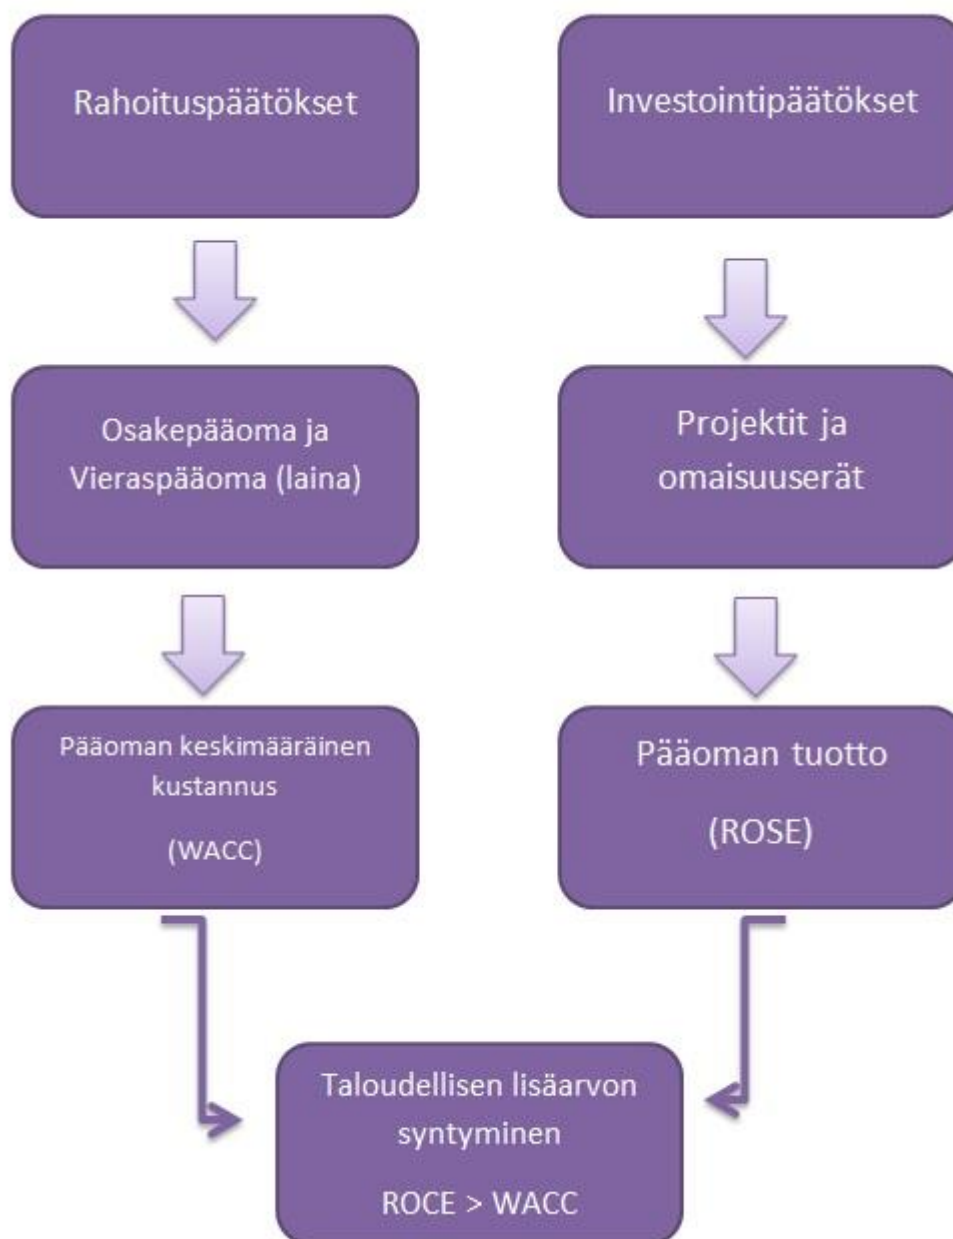 Rahoituspäätökset
Investointipäätökset
Osakepääoma ja
Vieraspääoma (laina)
Projektit ja
omaisuuserät
Pääoman keskimääräinen
kustannus
(WACC)
Pääoman tuotto
(ROSE)
Taloudellisen lisäarvon
syntyminen
ROCE > WACC